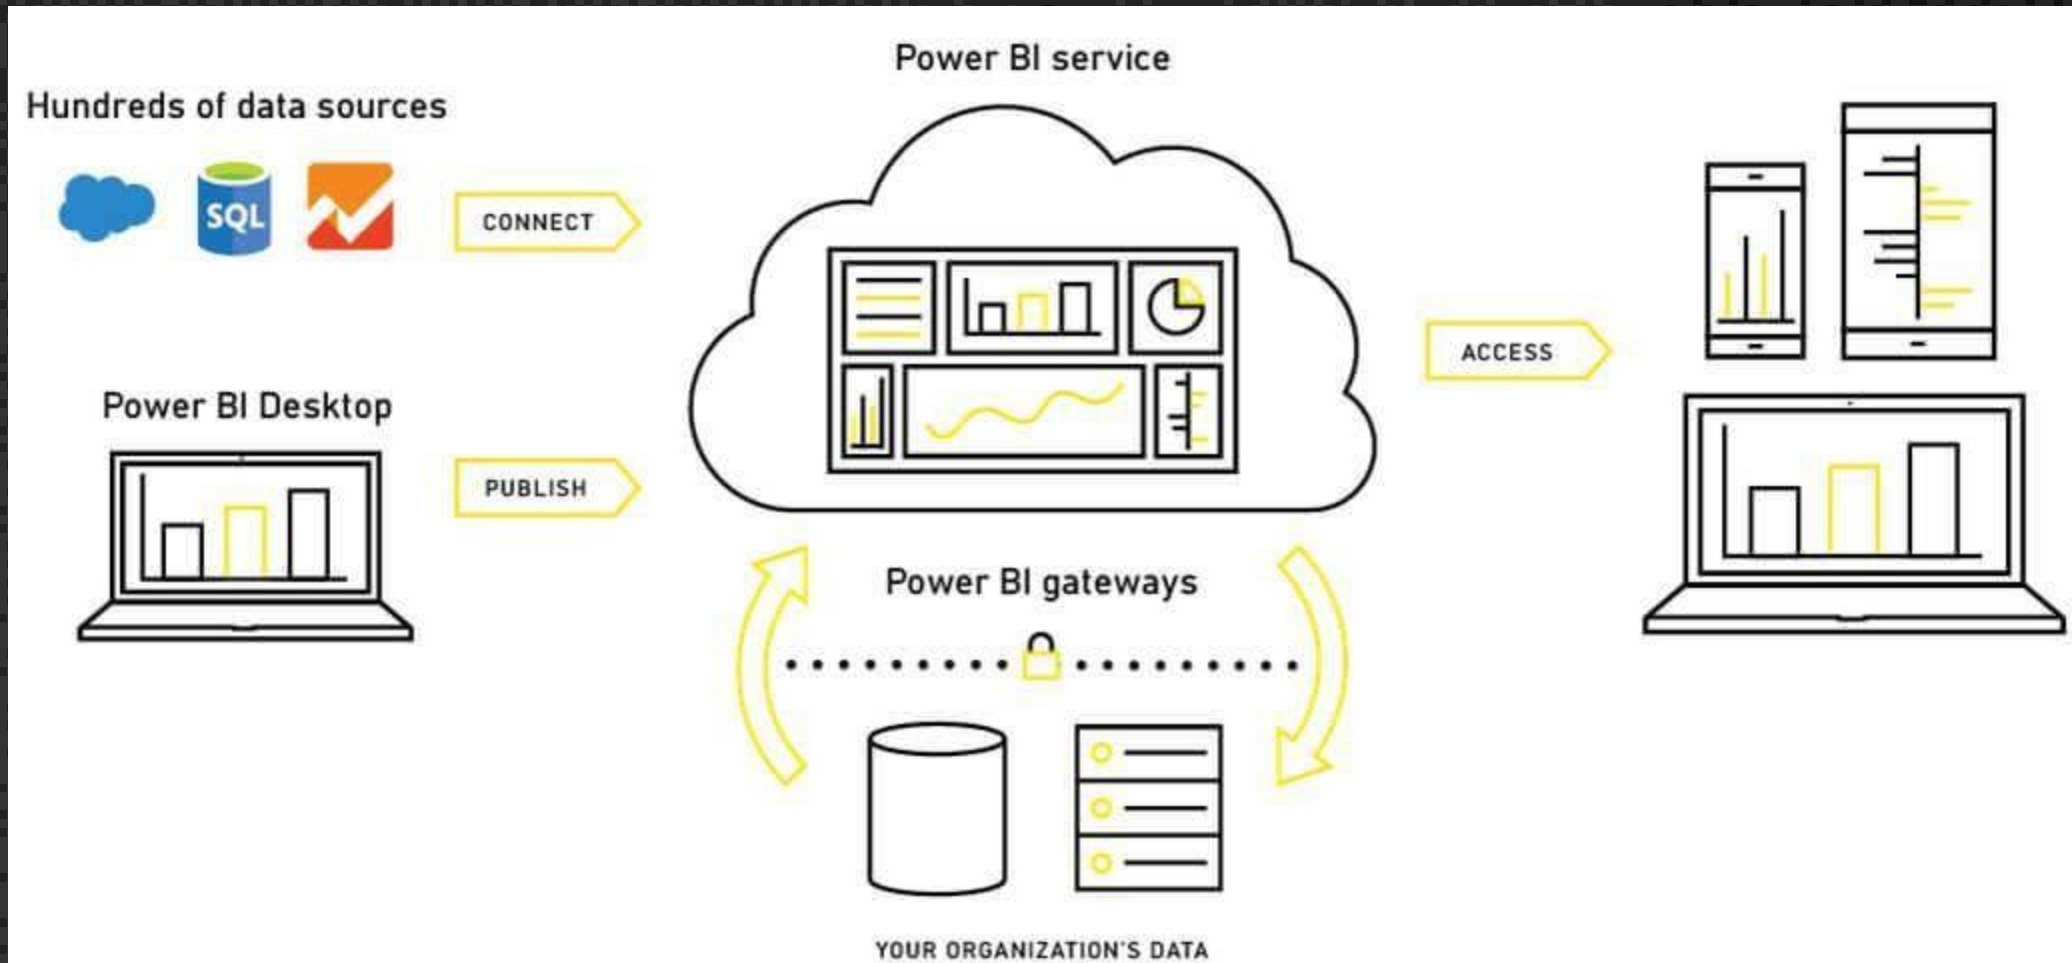 Power BI service
Hundreds of data sources
SQL
CONNECT
ACCESS
Power BI Desktop
PUBLISH
Power BI gateways
YOUR ORGANIZATION'S DATA